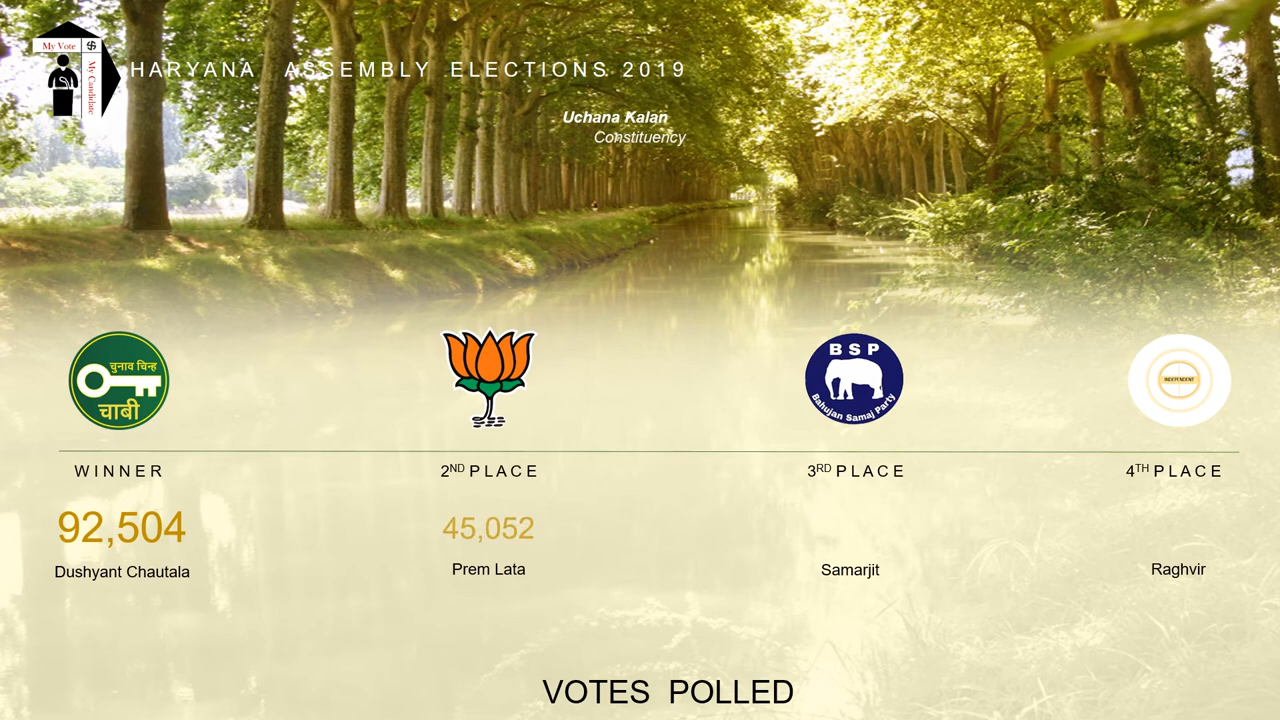 My Vote
My Candidate
HARYANA ASSEMBLY ELECTIONS 2019
Uchana Kalan
Constituency
चुनाव चिन्ह
चाबी
BSP
Bahujan Samaj Party
INDEPENDENT
WINNER
2ND PLACE
3RD PLACE
4TH PLACE
92,504
45,052
Dushyant Chautala
Prem Lata
Samarjit
Raghvir
VOTES POLLED